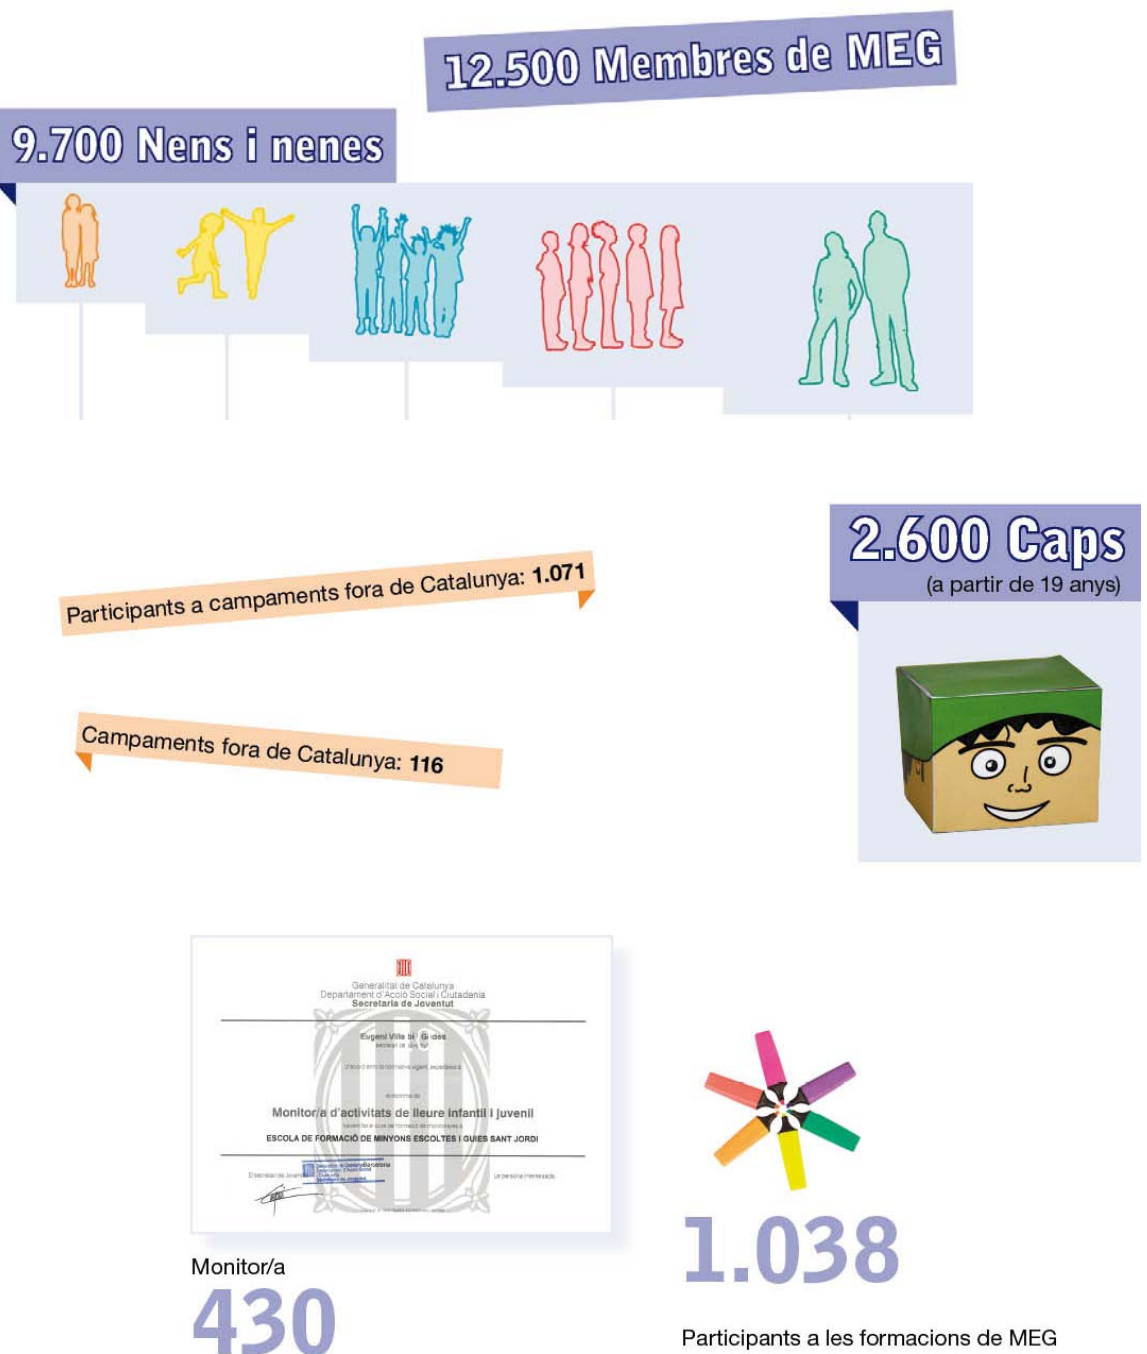 12.500 Membres de MEG
9.700 Nens i nenes
2.600 Caps
(a partir de 19 anys)
Participants a campaments fora de Catalunya: 1.071
Campaments fora de Catalunya: 116
Generalitat de Catalunya
Departament d'Acció Social i Ciutadania
Secretaria de Joventut
Monitor/a d'activitats de lleure infantil i juvenil
ESCOLA DE FORMACIÓ DE MINYONS ESCOLTES I GUIES SANT JORDI
La persona interessada
Monitor/a
430
1.038
Participants a les formacions de MEG